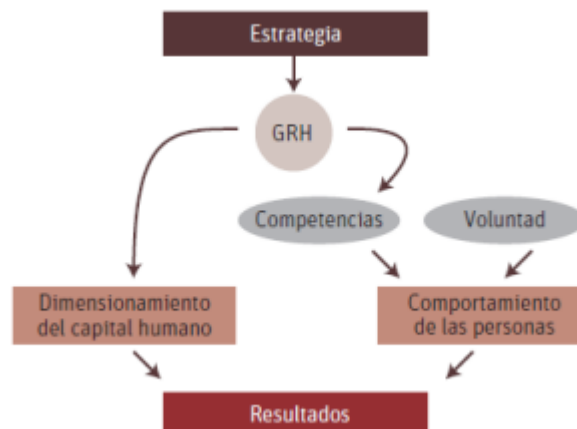 Estrategia
GRH
Competencias
Voluntad
Dimensionamiento
del capital humano
Comportamiento
de las personas
Resultados